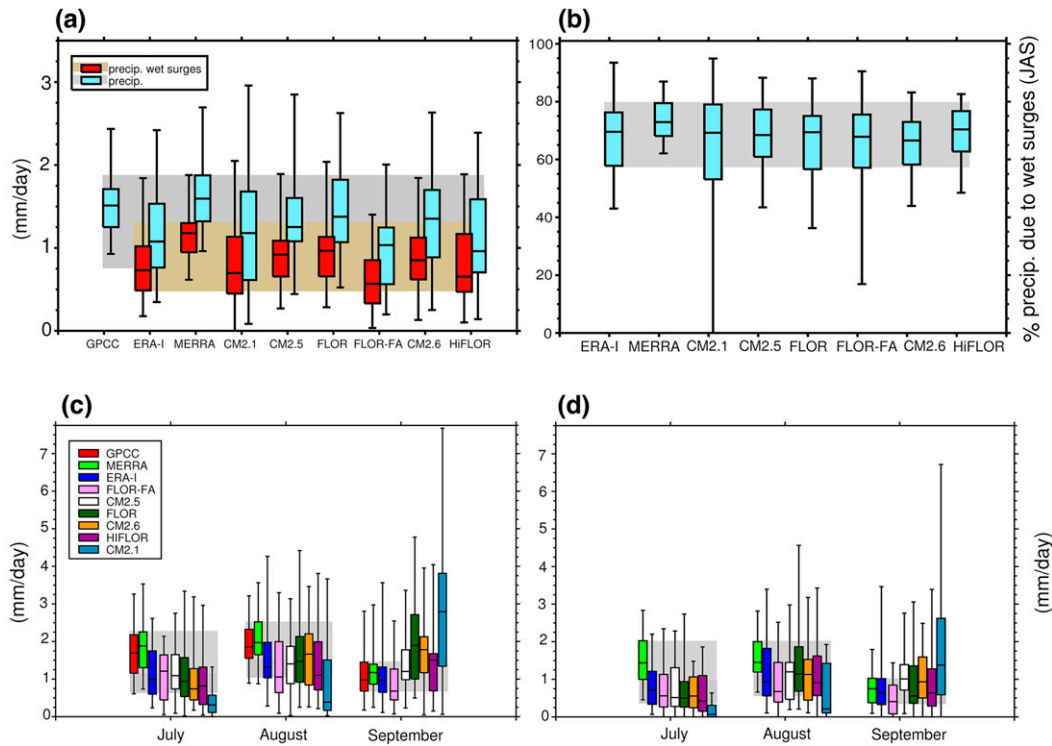 (a)
(b)
precip. wet surges
precip.
3
2
1
0
(mm/day)
GPCC ERA-I MERRA CM2.1 CM2.5 FLOR FLOR-FA CM2.6 HiFLOR
100
80
60
40
20
0
% precip. due to wet surges (JAS)
ERA-I MERRA CM2.1 CM2.5 FLOR FLOR-FA CM2.6 HiFLOR
(c)
(d)
GPCC
MERRA
ERA-I
FLOR-FA
CM2.5
FLOR
CM2.6
HIFLOR
CM2.1
7
6
5
4
3
2
1
0
(mm/day)
July August September
7
6
5
4
3
2
1
0
(mm/day)
July August September